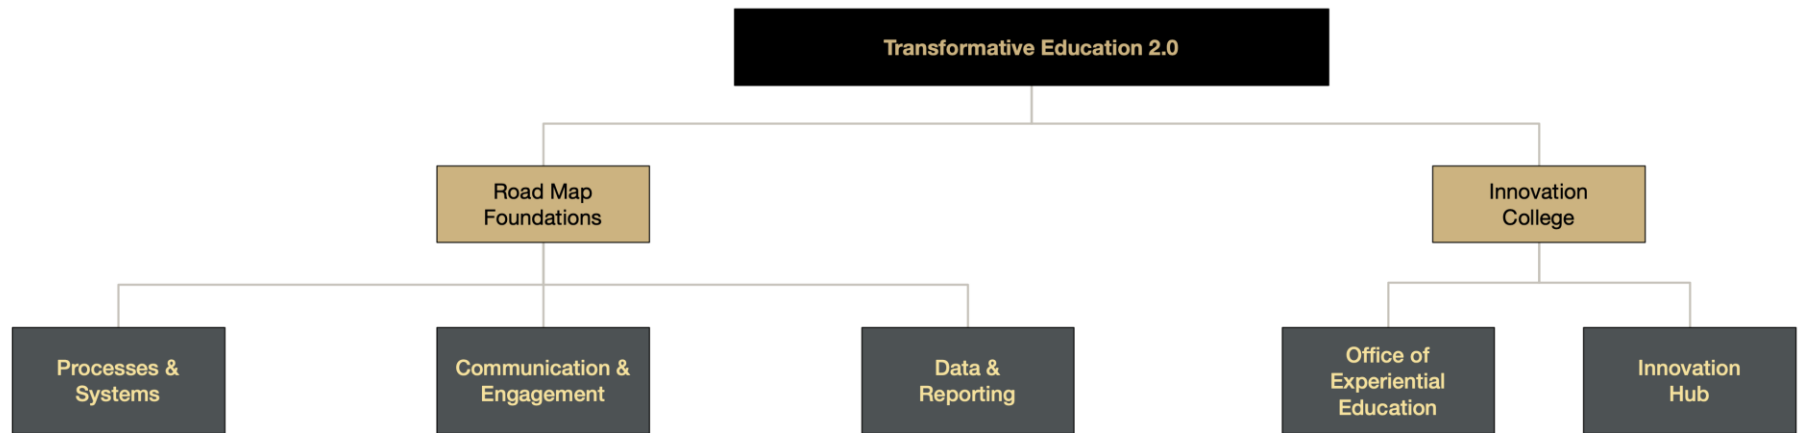 Transformative Education 2.0
Road Map
Foundations
Innovation
College
Processes &
Systems
Communication &
Engagement
Data &
Reporting
Office of
Experiential
Education
Innovation
Hub